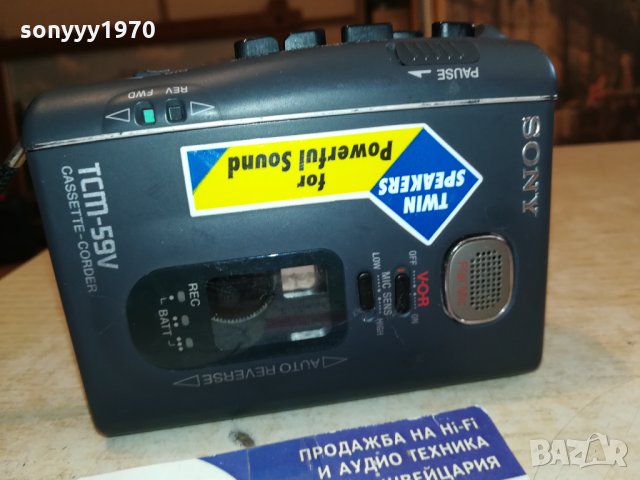 sonyyy1970
PAUSE
REV
FWD
SONY
TWIN
SPEAKERS
for
Powerful Sound
TCM-59V
CASSETTE-CORDER
V·O·R
OFF
ON
MIC SENS
LOW
HIGH
REC
BATT
AUTO REVERSE
ПРОДАЖБА НА Hi-Fi
И АУДИО ТЕХНИКА
ШВЕЙЦАРИЯ
BAZAR